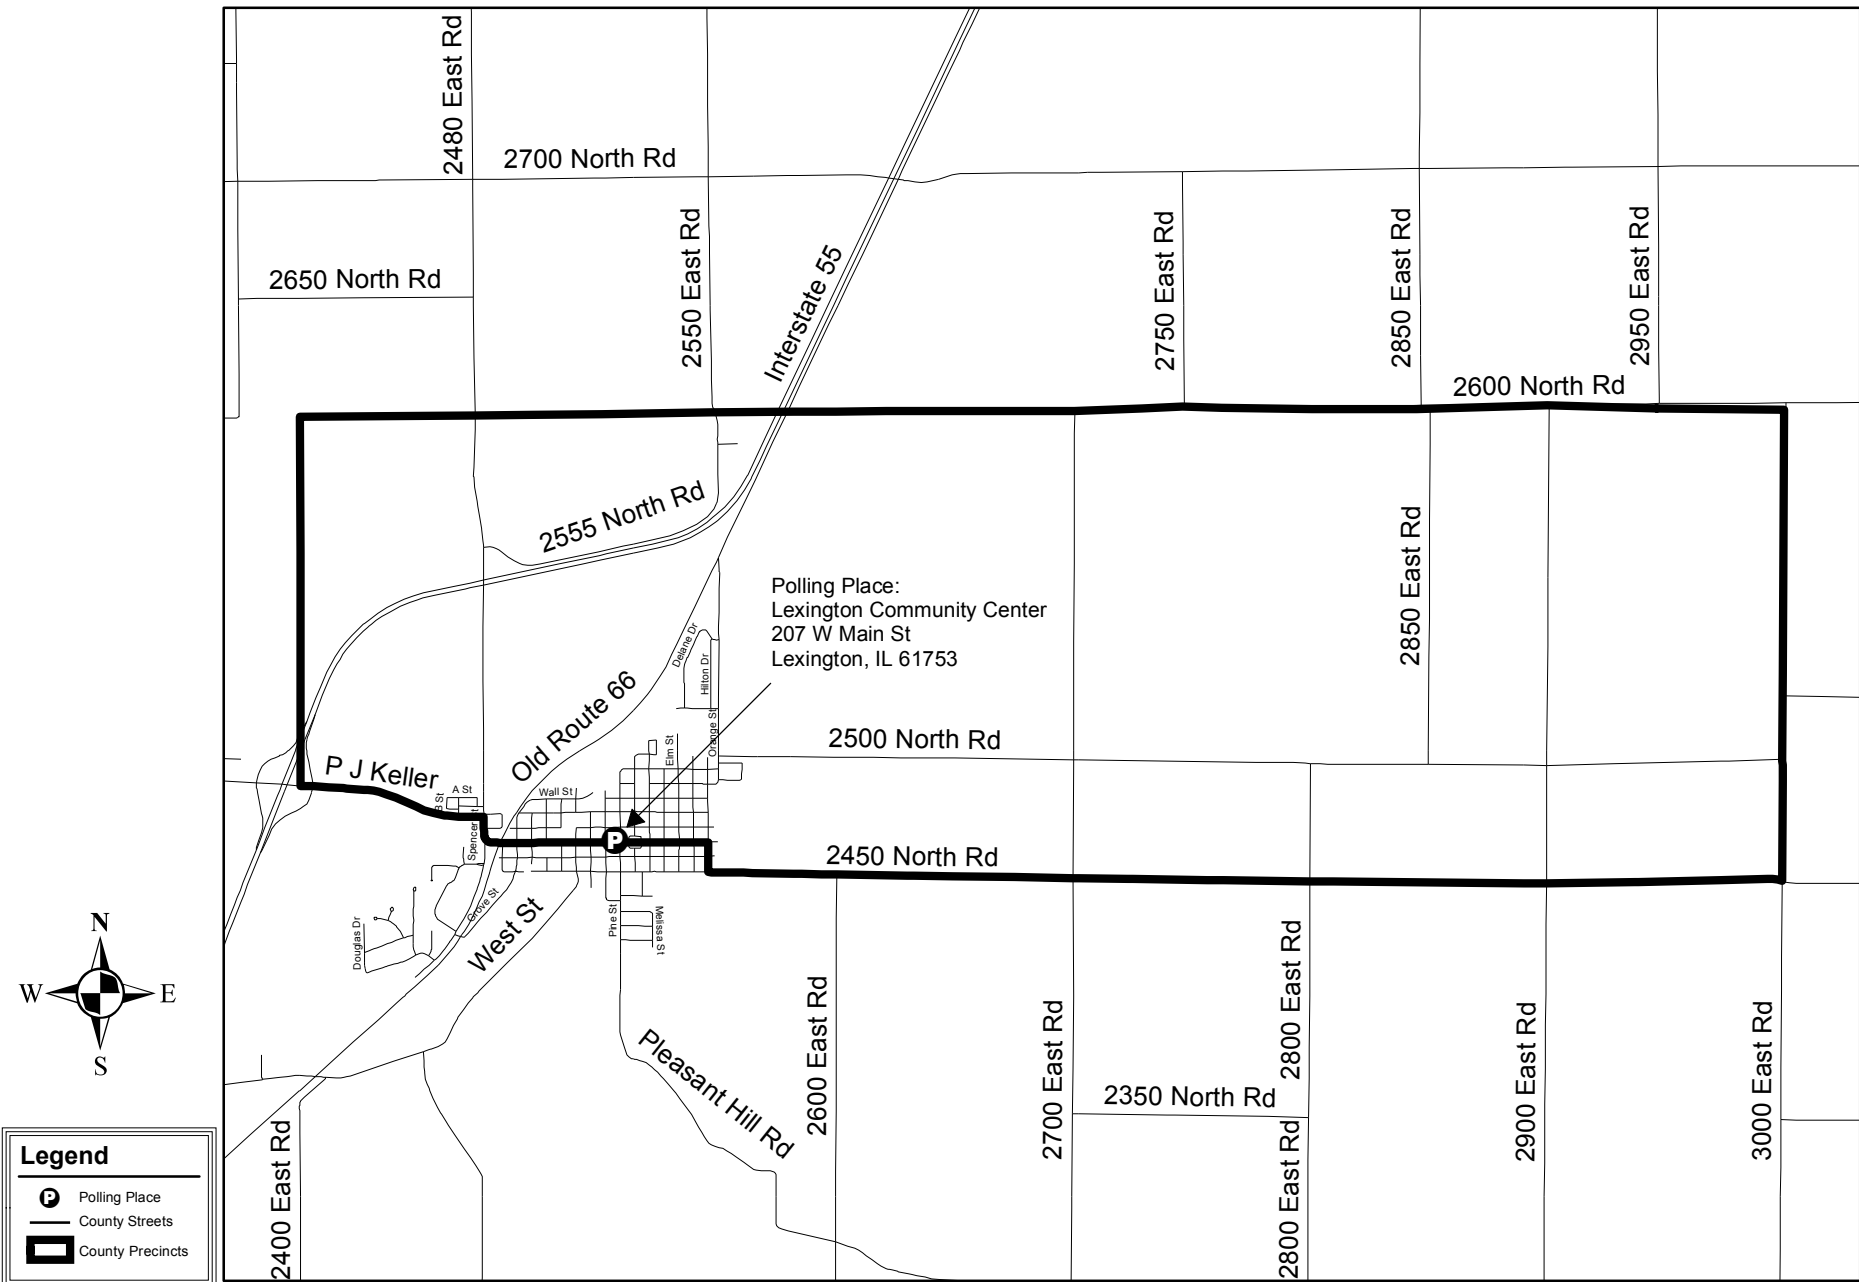 2480 East Rd
2700 North Rd
2650 North Rd
2550 East Rd
Interstate 55
2750 East Rd
2850 East Rd
2950 East Rd
2600 North Rd
2555 North Rd
2850 East Rd
Polling Place:
Lexington Community Center
207 W Main St
Lexington, IL 61753
Delane Dr
Hilton Dr
Orange St
Elm St
Old Route 66
2500 North Rd
P J Keller
A St
B St
Wall St
Spencer St
P
2450 North Rd
Grove St
West St
Douglas Dr
Pine St
Melissa St
Pleasant Hill Rd
2600 East Rd
2700 East Rd
2800 East Rd
2350 North Rd
2800 East Rd
2900 East Rd
3000 East Rd
2400 East Rd
N
W
E
S
Legend
P Polling Place
County Streets
County Precincts